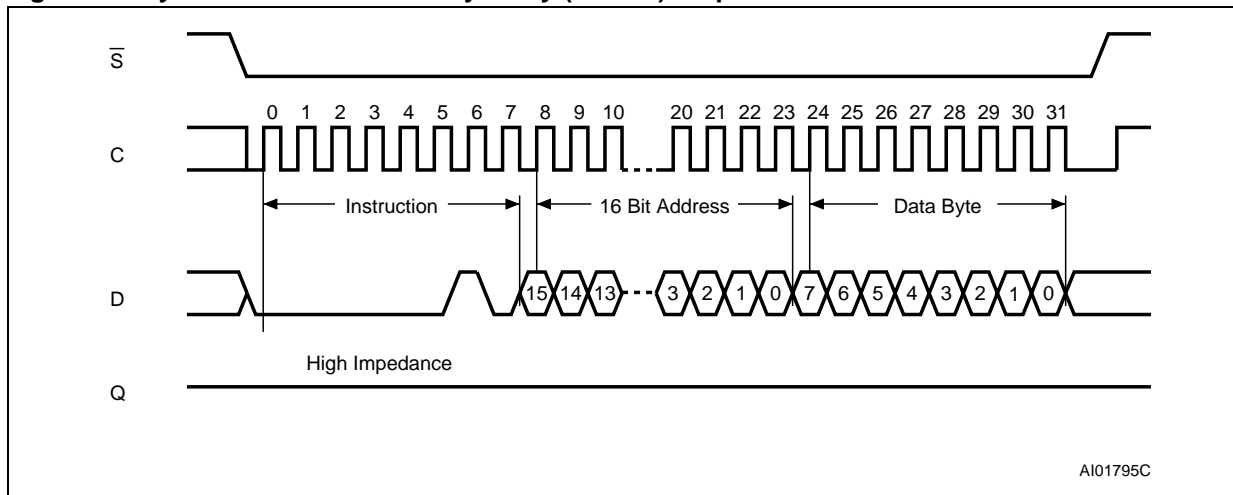 S̅
0 1 2 3 4 5 6 7 8 9 10 20 21 22 23 24 25 26 27 28 29 30 31
C
Instruction 16 Bit Address Data Byte
D 15 14 13 3 2 1 0 7 6 5 4 3 2 1 0
High Impedance
Q
AI01795C